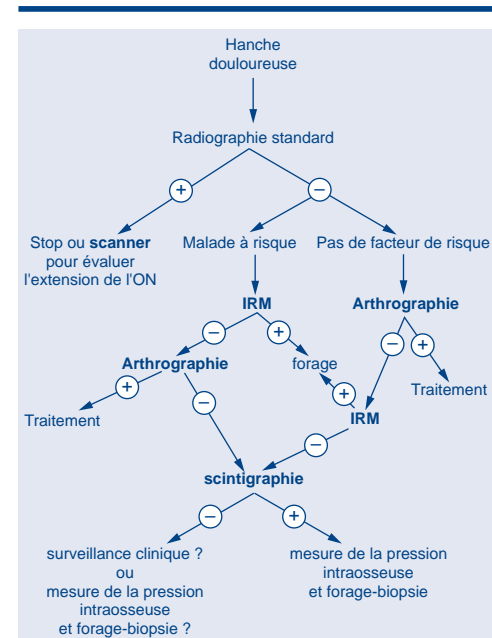 Hanche
douloureuse
Radiographie standard
+
−
Stop ou scanner
pour évaluer
l'extension de l'ON
Malade à risque
Pas de facteur de risque
IRM
Arthrographie
−
+
−
+
Arthrographie
forage
Traitement
+
−
+
IRM
Traitement
−
scintigraphie
−
+
surveillance clinique ?
ou
mesure de la pression
intraosseuse
et forage-biopsie ?
mesure de la pression
intraosseuse
et forage-biopsie